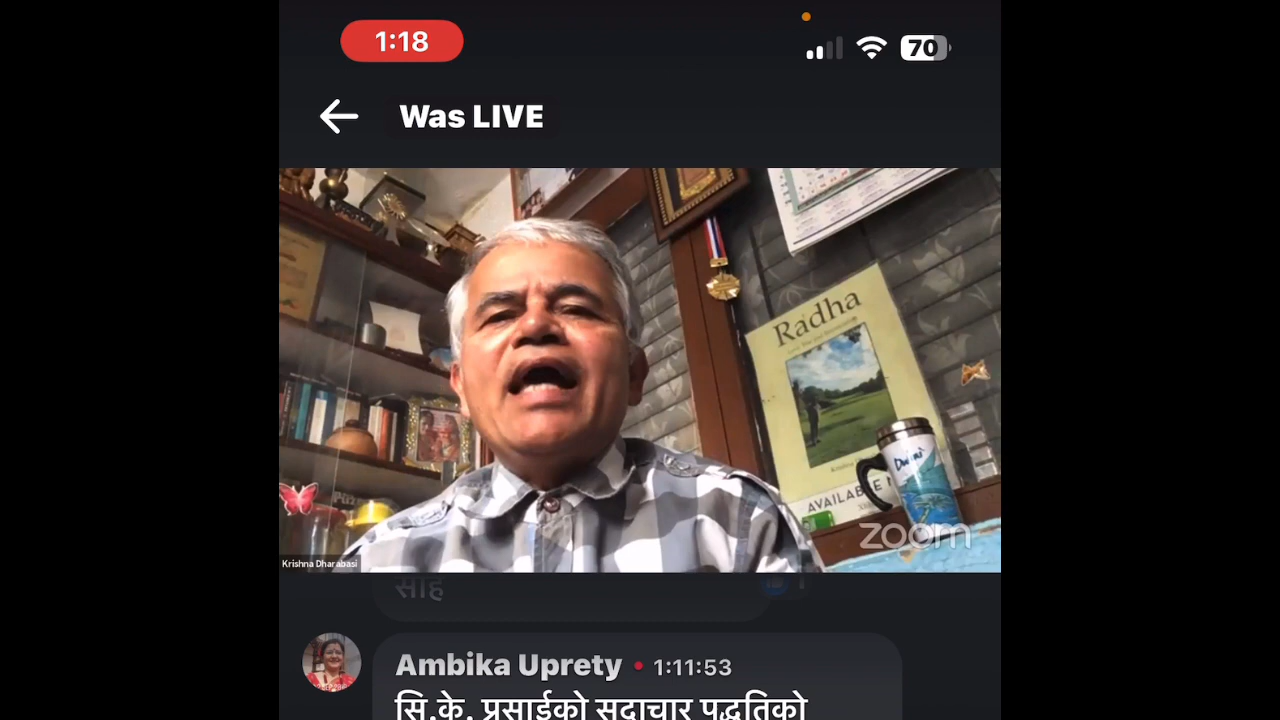 1:18
70
Was LIVE
Radha
AVAILABLE N
zoom
Krishna Dharabasi
Ambika Uprety • 1:11:53
सि.के. प्रसाईको सदाचार पद्धतिको